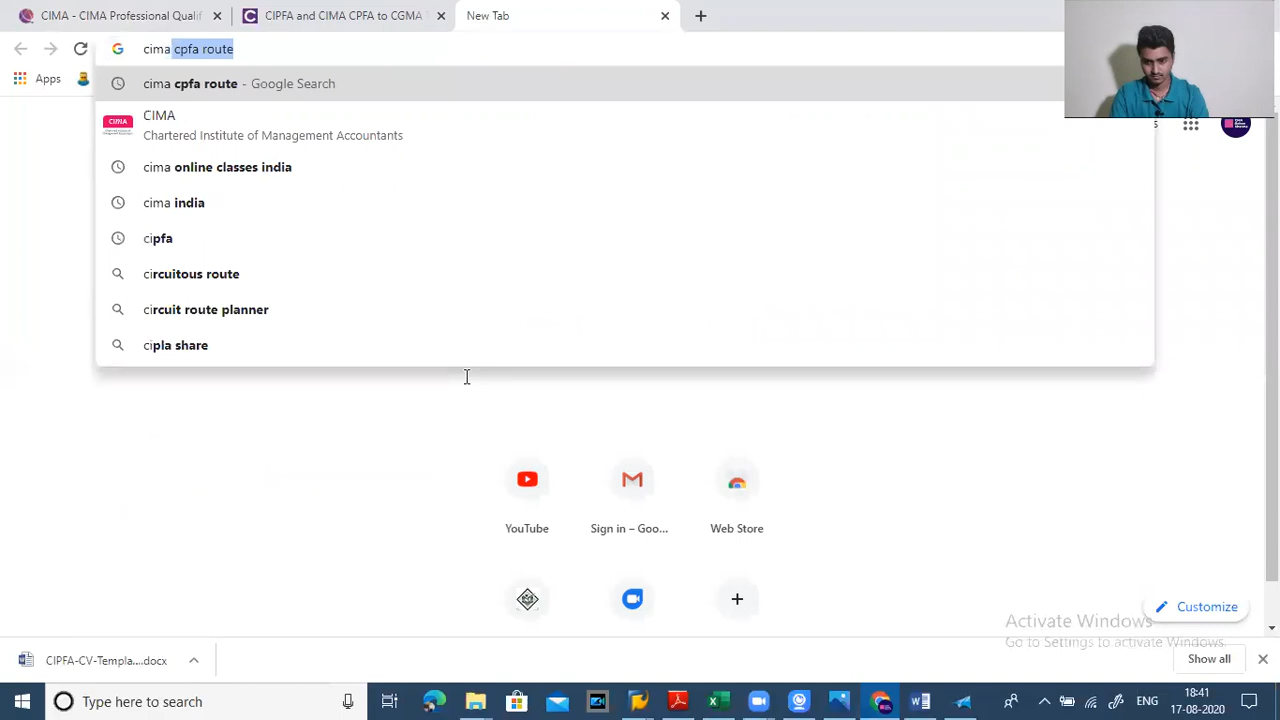 CIMA - CIMA Professional Qualif
CIPFA and CIMA CPFA to CGMA
New Tab
cima cpfa route
Apps
cima cpfa route - Google Search
CIMA
Chartered Institute of Management Accountants
cima online classes india
cima india
cipfa
circuitous route
circuit route planner
cipla share
YouTube
Sign in – Goo...
Web Store
Customize
Activate Windows
Go to Settings to activate Windows.
CIPFA-CV-Templa....docx
Show all
Type here to search
ENG
18:41
17-08-2020